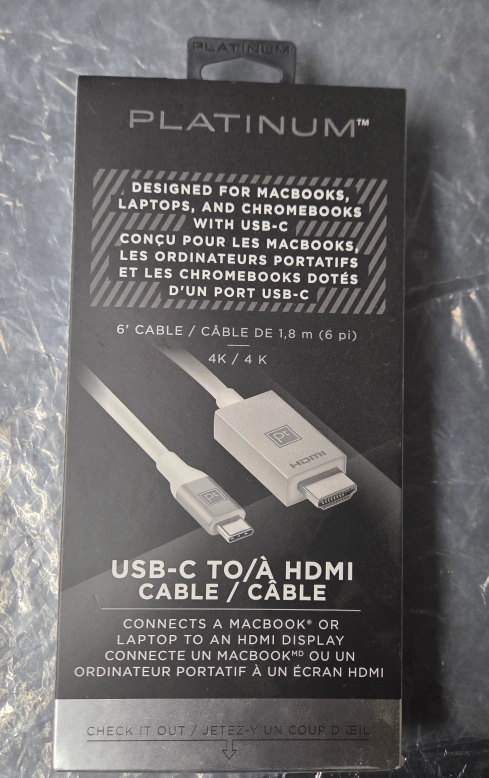 PLATINUM
PLATINUM™
DESIGNED FOR MACBOOKS,
LAPTOPS, AND CHROMEBOOKS
WITH USB-C
CONÇU POUR LES MACBOOKS,
LES ORDINATEURS PORTATIFS
ET LES CHROMEBOOKS DOTÉS
D'UN PORT USB-C
6' CABLE / CÂBLE DE 1,8 m (6 pi)
4K / 4 K
Pt
HDMI
Pt
USB-C TO/À HDMI
CABLE / CÂBLE
CONNECTS A MACBOOK® OR
LAPTOP TO AN HDMI DISPLAY
CONNECTE UN MACBOOKᴹᴰ OU UN
ORDINATEUR PORTATIF À UN ÉCRAN HDMI
CHECK IT OUT / JETEZ-Y UN COUP D'ŒIL